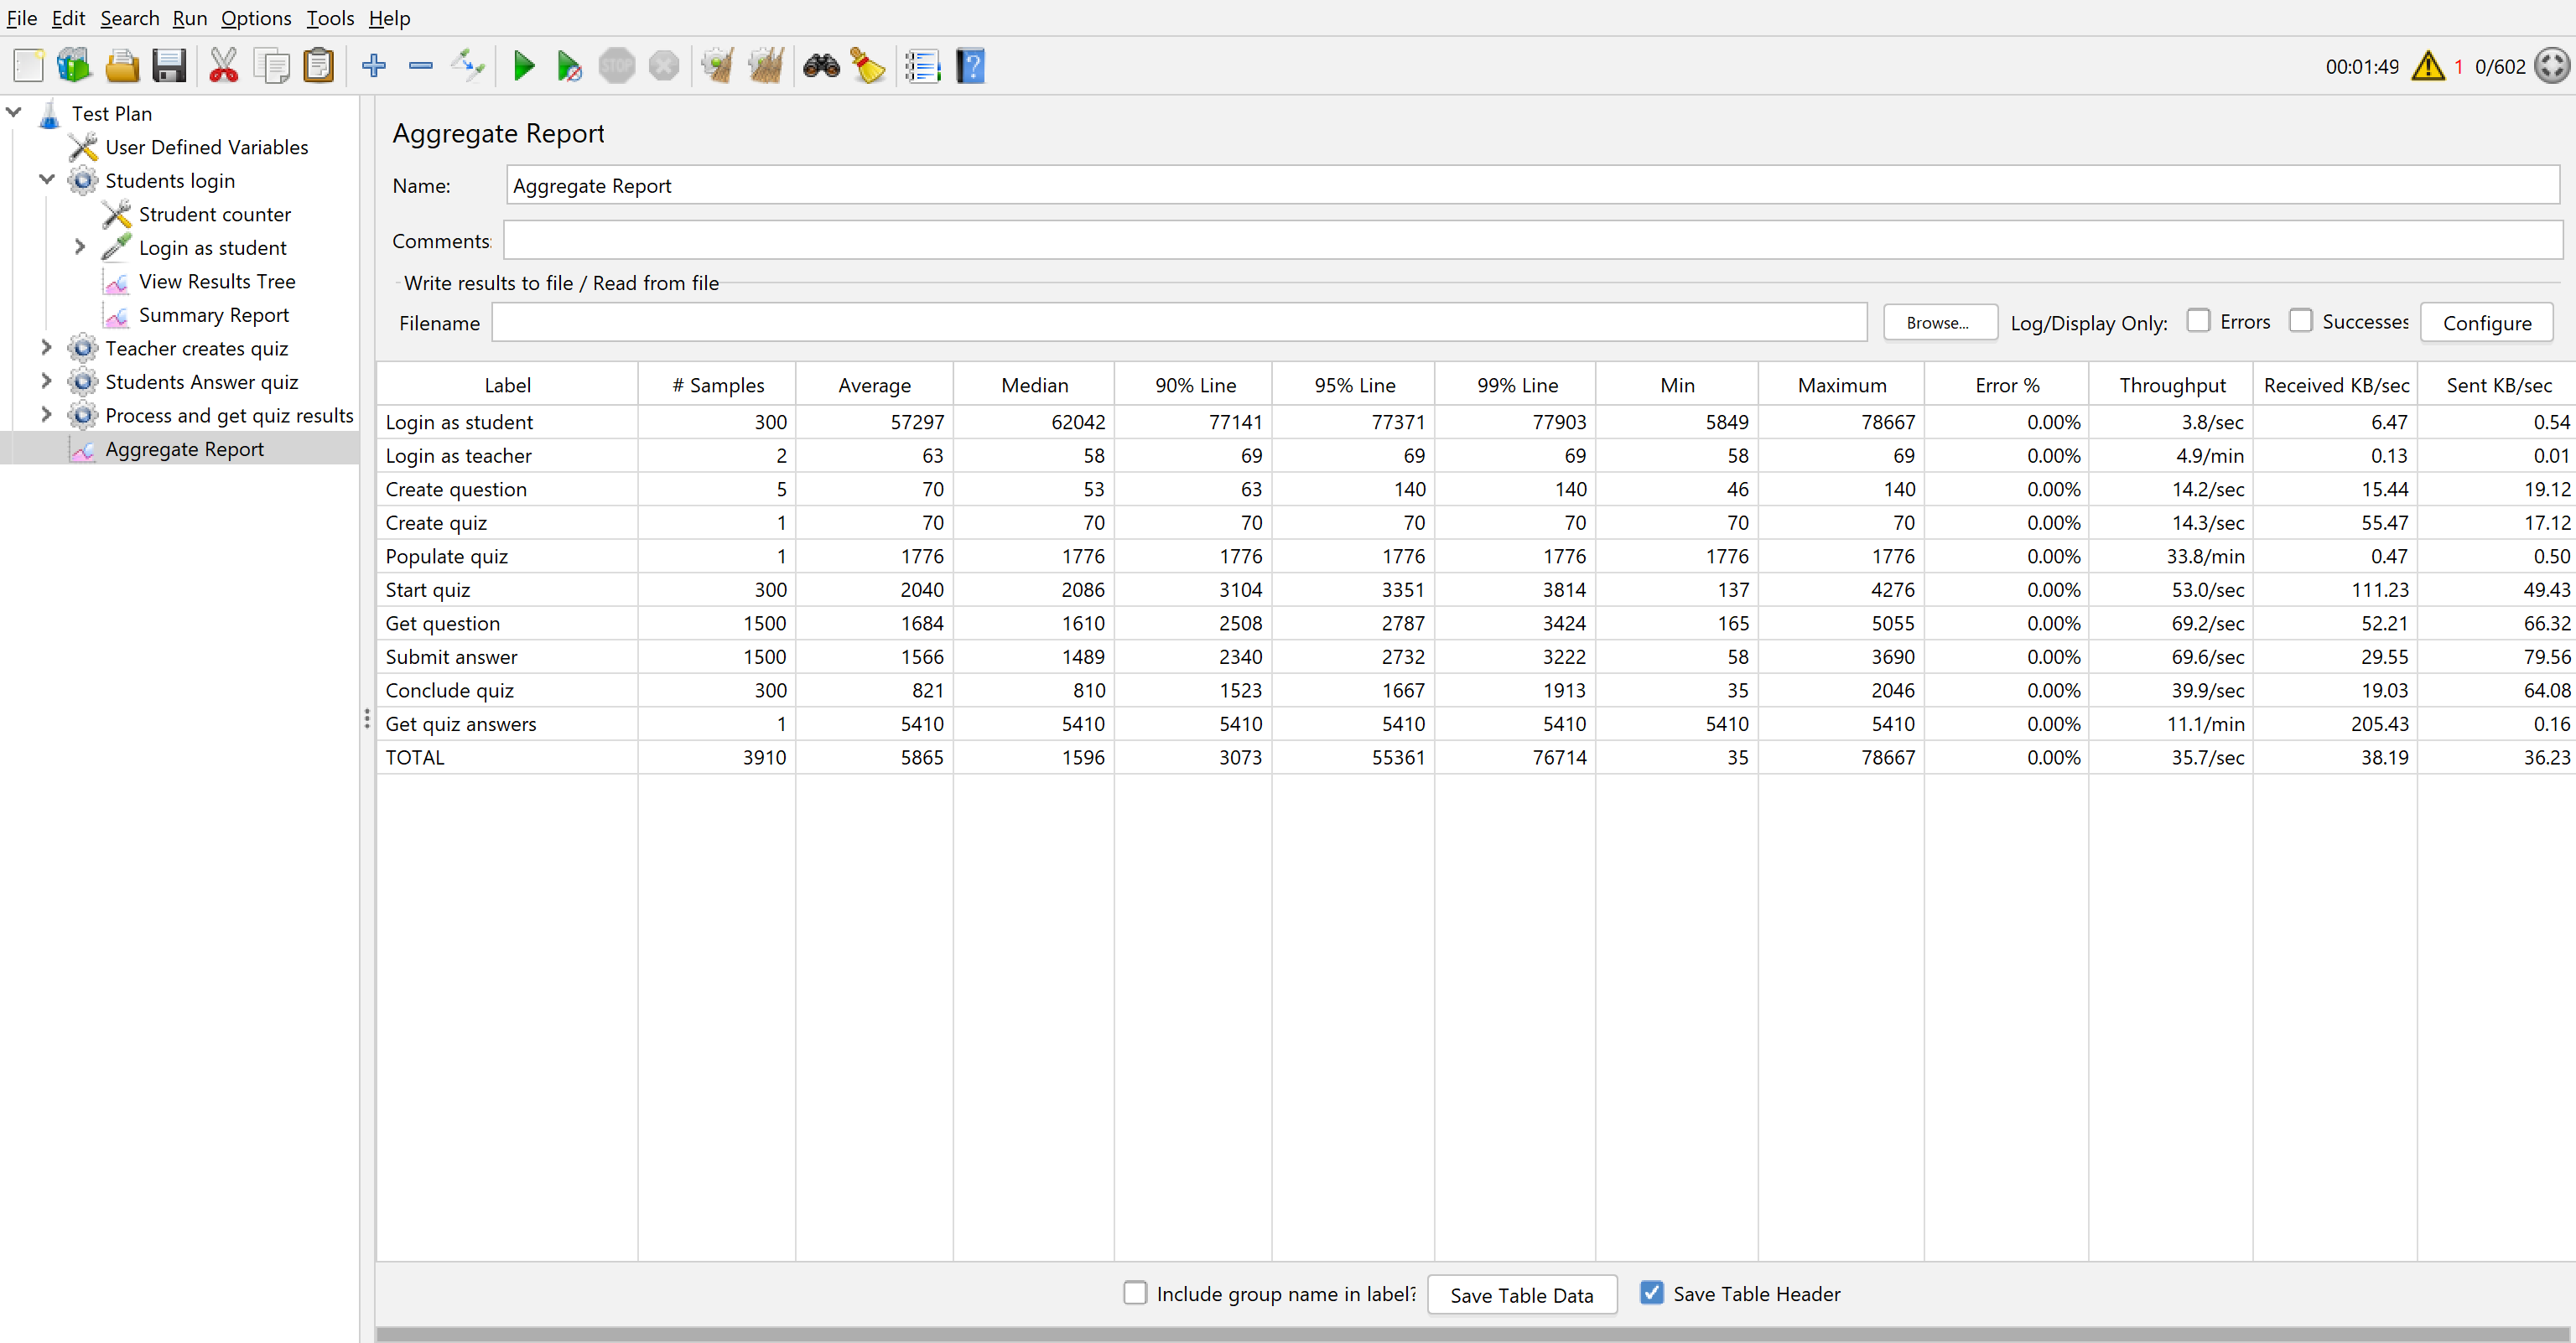 File Edit Search Run Options Tools Help
STOP
00:01:49 1 0/602
Test Plan
User Defined Variables
Students login
Strudent counter
Login as student
View Results Tree
Summary Report
Teacher creates quiz
Students Answer quiz
Process and get quiz results
Aggregate Report
Aggregate Report
Name: Aggregate Report
Comments:
Write results to file / Read from file
Filename Browse... Log/Display Only: Errors Successes Configure
Label # Samples Average Median 90% Line 95% Line 99% Line Min Maximum Error % Throughput Received KB/sec Sent KB/sec
Login as student 300 57297 62042 77141 77371 77903 5849 78667 0.00% 3.8/sec 6.47 0.54
Login as teacher 2 63 58 69 69 69 58 69 0.00% 4.9/min 0.13 0.01
Create question 5 70 53 63 140 140 46 140 0.00% 14.2/sec 15.44 19.12
Create quiz 1 70 70 70 70 70 70 70 0.00% 14.3/sec 55.47 17.12
Populate quiz 1 1776 1776 1776 1776 1776 1776 1776 0.00% 33.8/min 0.47 0.50
Start quiz 300 2040 2086 3104 3351 3814 137 4276 0.00% 53.0/sec 111.23 49.43
Get question 1500 1684 1610 2508 2787 3424 165 5055 0.00% 69.2/sec 52.21 66.32
Submit answer 1500 1566 1489 2340 2732 3222 58 3690 0.00% 69.6/sec 29.55 79.56
Conclude quiz 300 821 810 1523 1667 1913 35 2046 0.00% 39.9/sec 19.03 64.08
Get quiz answers 1 5410 5410 5410 5410 5410 5410 5410 0.00% 11.1/min 205.43 0.16
TOTAL 3910 5865 1596 3073 55361 76714 35 78667 0.00% 35.7/sec 38.19 36.23
Include group name in label? Save Table Data Save Table Header